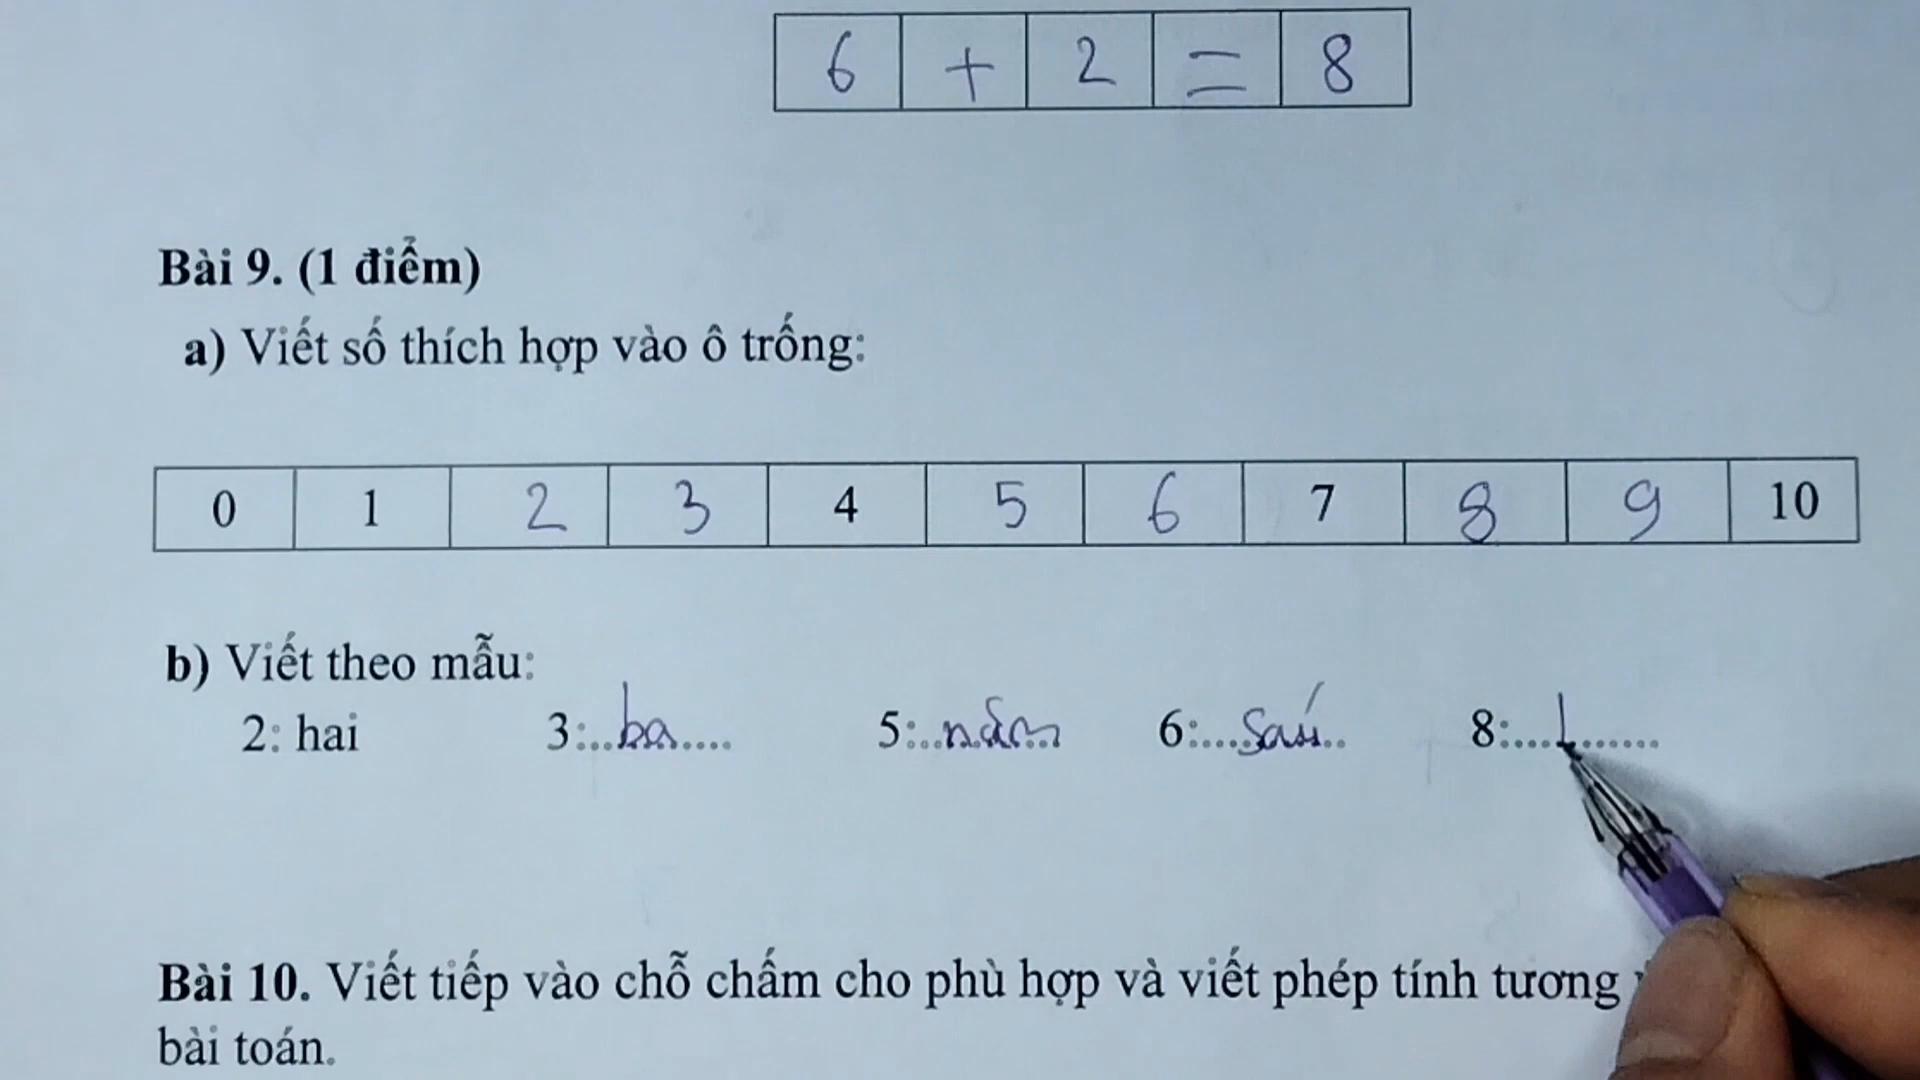 6 + 2 = 8
Bài 9. (1 điểm)
a) Viết số thích hợp vào ô trống:
0 1 2 3 4 5 6 7 8 9 10
b) Viết theo mẫu:
2: hai 3:..ba.... 5:..năm 6:...sáu.. 8:....
Bài 10. Viết tiếp vào chỗ chấm cho phù hợp và viết phép tính tương
bài toán.